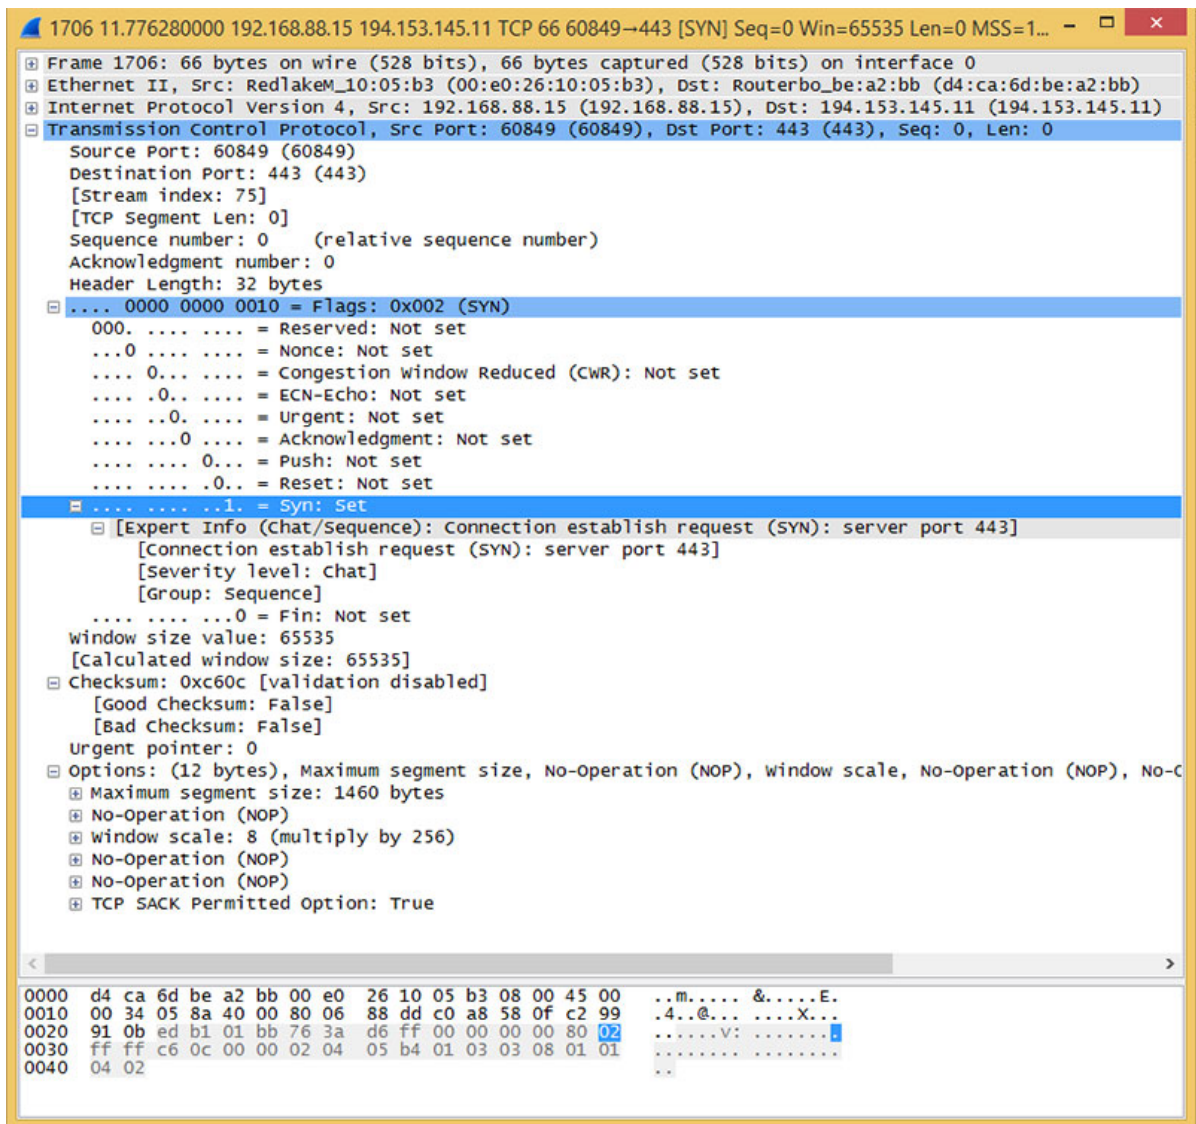 1706 11.776280000 192.168.88.15 194.153.145.11 TCP 66 60849→443 [SYN] Seq=0 Win=65535 Len=0 MSS=1...
Frame 1706: 66 bytes on wire (528 bits), 66 bytes captured (528 bits) on interface 0
Ethernet II, Src: RedlakeM_10:05:b3 (00:e0:26:10:05:b3), Dst: Routerbo_be:a2:bb (d4:ca:6d:be:a2:bb)
Internet Protocol Version 4, Src: 192.168.88.15 (192.168.88.15), Dst: 194.153.145.11 (194.153.145.11)
Transmission Control Protocol, Src Port: 60849 (60849), Dst Port: 443 (443), Seq: 0, Len: 0
Source Port: 60849 (60849)
Destination Port: 443 (443)
[Stream index: 75]
[TCP Segment Len: 0]
Sequence number: 0    (relative sequence number)
Acknowledgment number: 0
Header Length: 32 bytes
.... 0000 0000 0010 = Flags: 0x002 (SYN)
000. .... .... = Reserved: Not set
...0 .... .... = Nonce: Not set
.... 0... .... = Congestion Window Reduced (CWR): Not set
.... .0.. .... = ECN-Echo: Not set
.... ..0. .... = Urgent: Not set
.... ...0 .... = Acknowledgment: Not set
.... .... 0... = Push: Not set
.... .... .0.. = Reset: Not set
.... .... ..1. = Syn: Set
[Expert Info (Chat/Sequence): Connection establish request (SYN): server port 443]
[Connection establish request (SYN): server port 443]
[Severity level: Chat]
[Group: Sequence]
.... .... ...0 = Fin: Not set
Window size value: 65535
[Calculated window size: 65535]
Checksum: 0xc60c [validation disabled]
[Good Checksum: False]
[Bad Checksum: False]
Urgent pointer: 0
Options: (12 bytes), Maximum segment size, No-Operation (NOP), Window scale, No-Operation (NOP), No-O
Maximum segment size: 1460 bytes
No-Operation (NOP)
Window scale: 8 (multiply by 256)
No-Operation (NOP)
No-Operation (NOP)
TCP SACK Permitted Option: True
0000  d4 ca 6d be a2 bb 00 e0  26 10 05 b3 08 00 45 00  ..m..... &.....E.
0010  00 34 05 8a 40 00 80 06  88 dd c0 a8 58 0f c2 99  .4..@... ....X...
0020  91 0b ed b1 01 bb 76 3a  d6 ff 00 00 00 00 80 02  ......v: ........
0030  ff ff c6 0c 00 00 02 04  05 b4 01 03 03 08 01 01  ........ ........
0040  04 02  ..